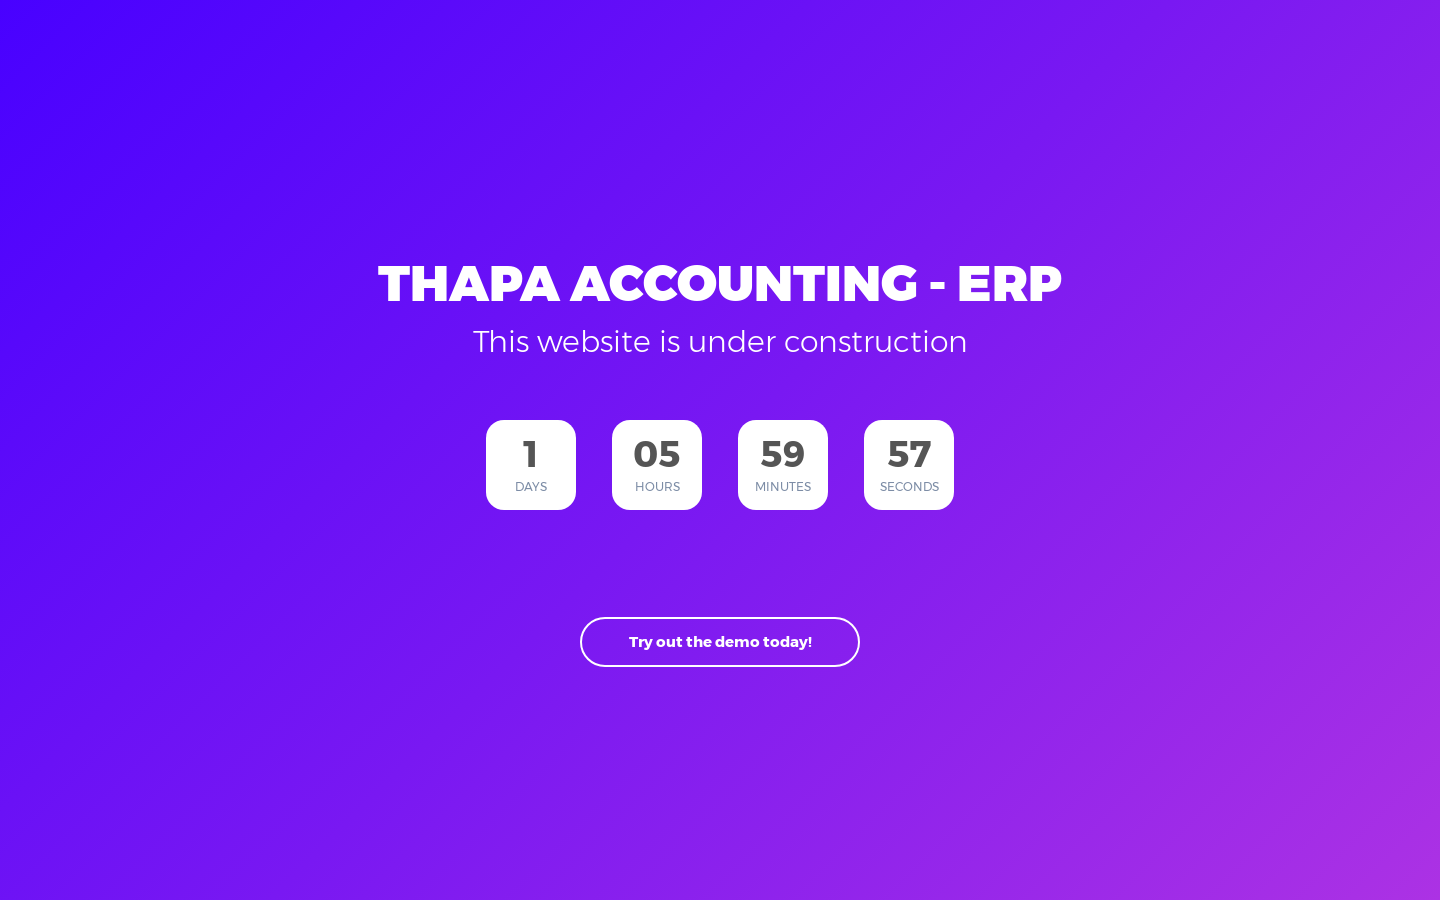 THAPA ACCOUNTING - ERP
This website is under construction
1 05 59 57
DAYS HOURS MINUTES SECONDS
Try out the demo today!